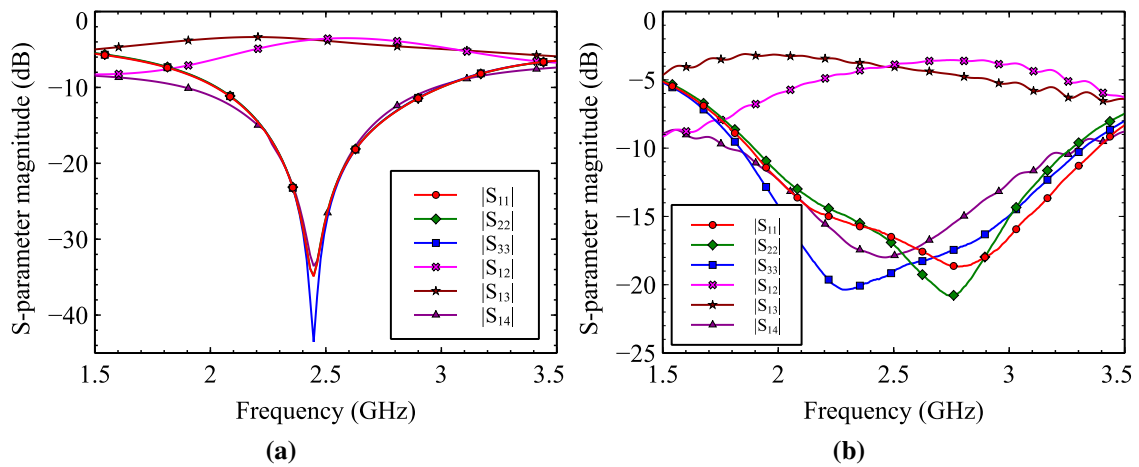 0
−10
−20
−30
−40
S-parameter magnitude (dB)
1.5
2
2.5
3
3.5
Frequency (GHz)
|S11|
|S22|
|S33|
|S12|
|S13|
|S14|
(a)
0
−5
−10
−15
−20
−25
S-parameter magnitude (dB)
1.5
2
2.5
3
3.5
Frequency (GHz)
|S11|
|S22|
|S33|
|S12|
|S13|
|S14|
(b)